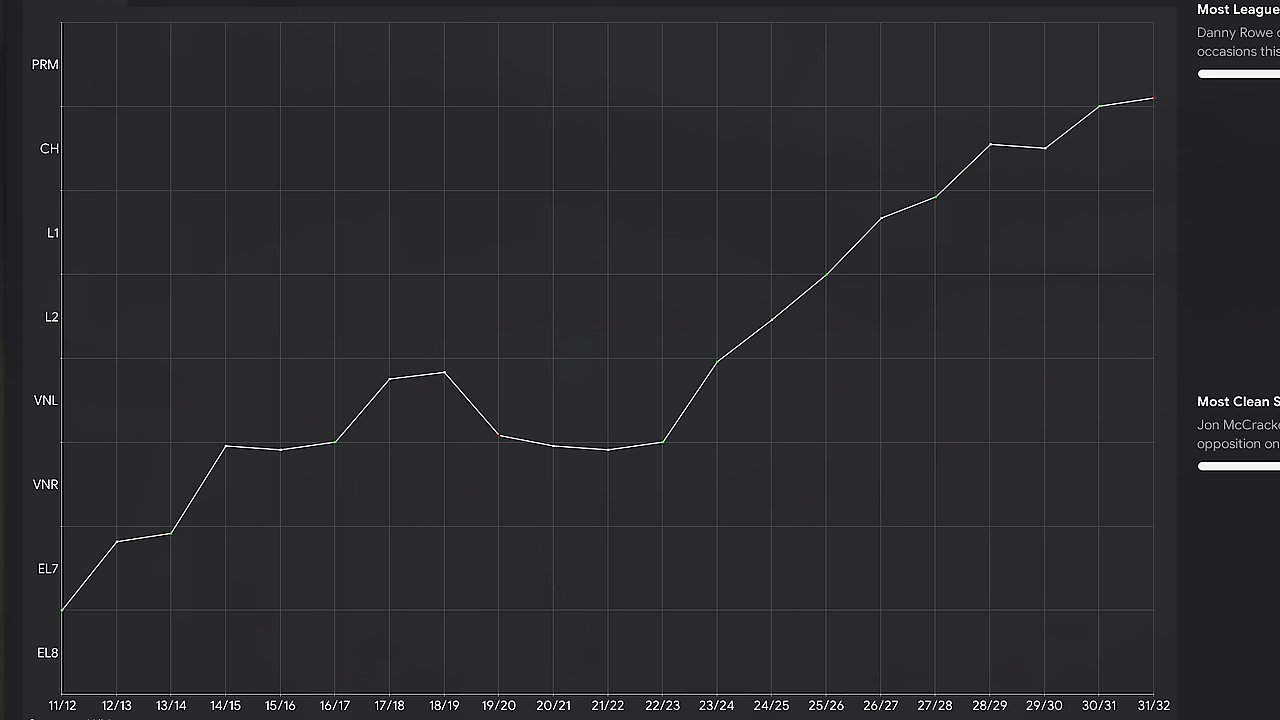 PRM
CH
L1
L2
VNL
VNR
EL7
EL8
11/12 12/13 13/14 14/15 15/16 16/17 17/18 18/19 19/20 20/21 21/22 22/23 23/24 24/25 25/26 26/27 27/28 28/29 29/30 30/31 31/32
Most League
Danny Rowe
occasions this
Most Clean S
Jon McCracke
opposition on